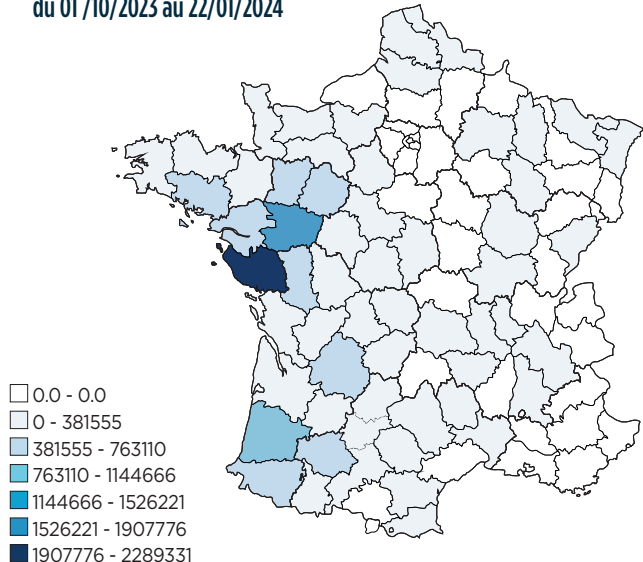 du 01 /10/2023 au 22/01/2024
0.0 - 0.0
0 - 381555
381555 - 763110
763110 - 1144666
1144666 - 1526221
1526221 - 1907776
1907776 - 2289331